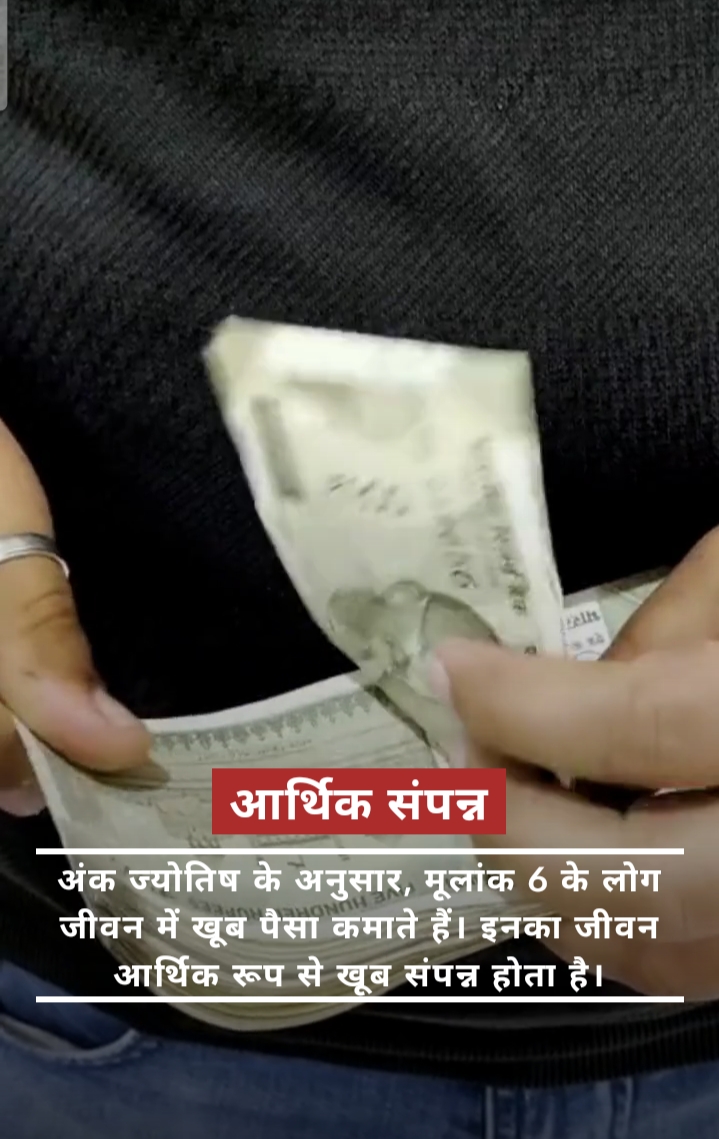 आर्थिक संपन्न
अंक ज्योतिष के अनुसार, मूलांक 6 के लोग
जीवन में खूब पैसा कमाते हैं। इनका जीवन
आर्थिक रूप से खूब संपन्न होता है।